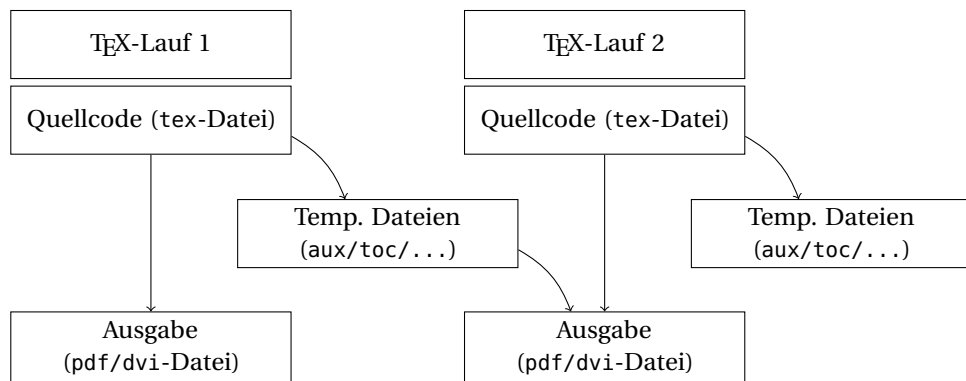 TEX-Lauf 1
TEX-Lauf 2
Quellcode (tex-Datei)
Quellcode (tex-Datei)
Temp. Dateien
(aux/toc/...)
Temp. Dateien
(aux/toc/...)
Ausgabe
(pdf/dvi-Datei)
Ausgabe
(pdf/dvi-Datei)